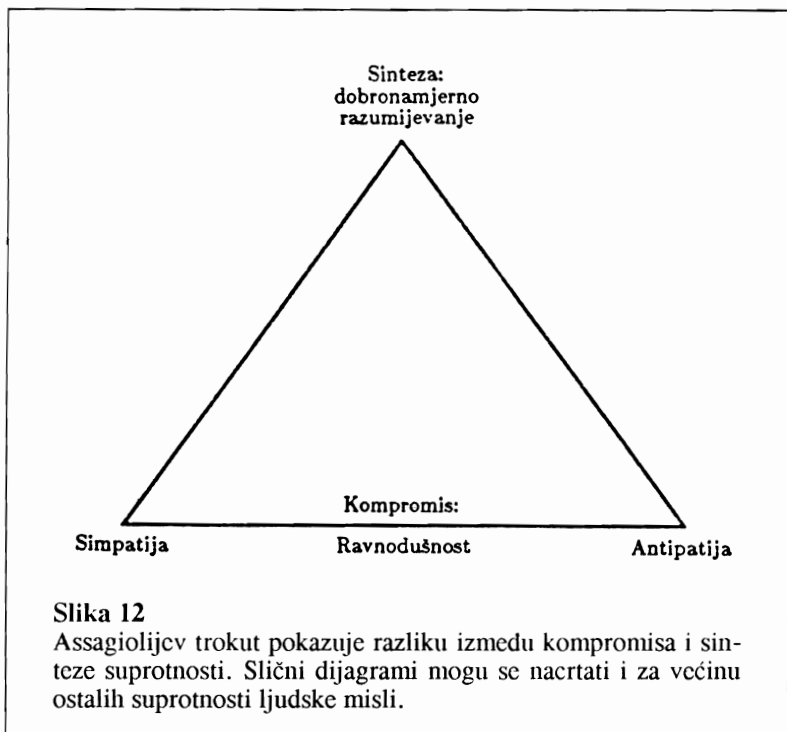 Sinteza:
dobronamjerno
razumijevanje
Kompromis:
Simpatija Ravnodušnost Antipatija
Slika 12
Assagiolijev trokut pokazuje razliku između kompromisa i sin-
teze suprotnosti. Slični dijagrami mogu se nacrtati i za većinu
ostalih suprotnosti ljudske misli.